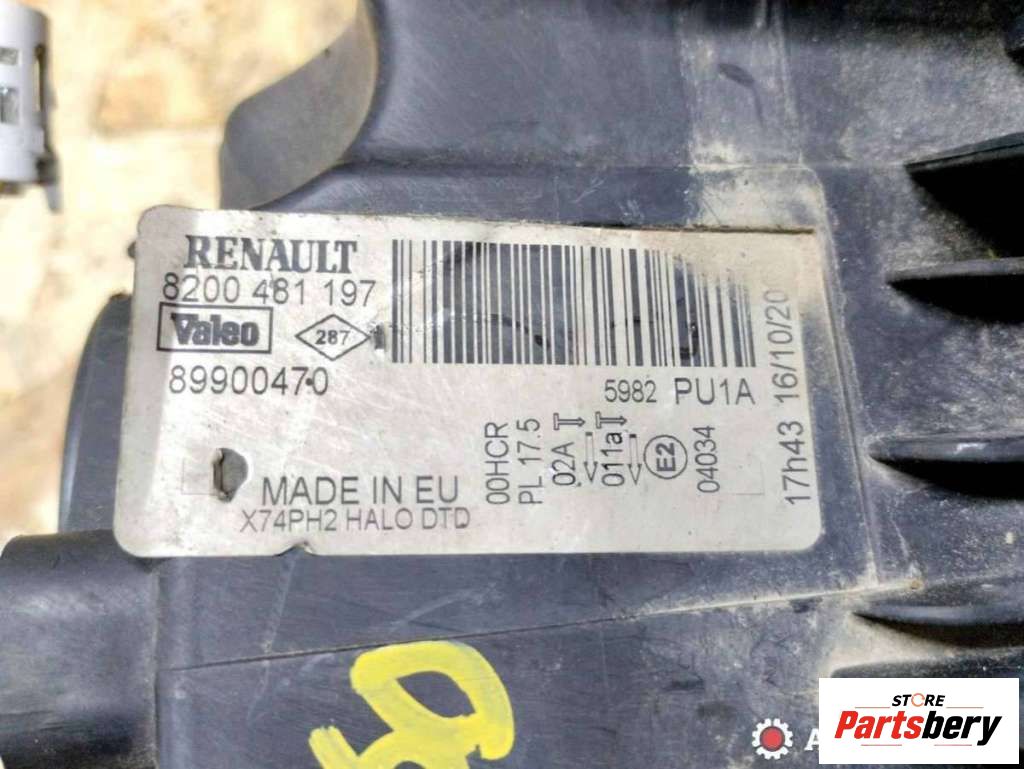 RENAULT
8200 481 197
Valeo
287
89900470
5982 PU1A
MADE IN EU
X74PH2 HALO DTD
00HCR
PL 17.5
02A
011a
E2
04034
17h43 16/10/20
STORE
Partsbery